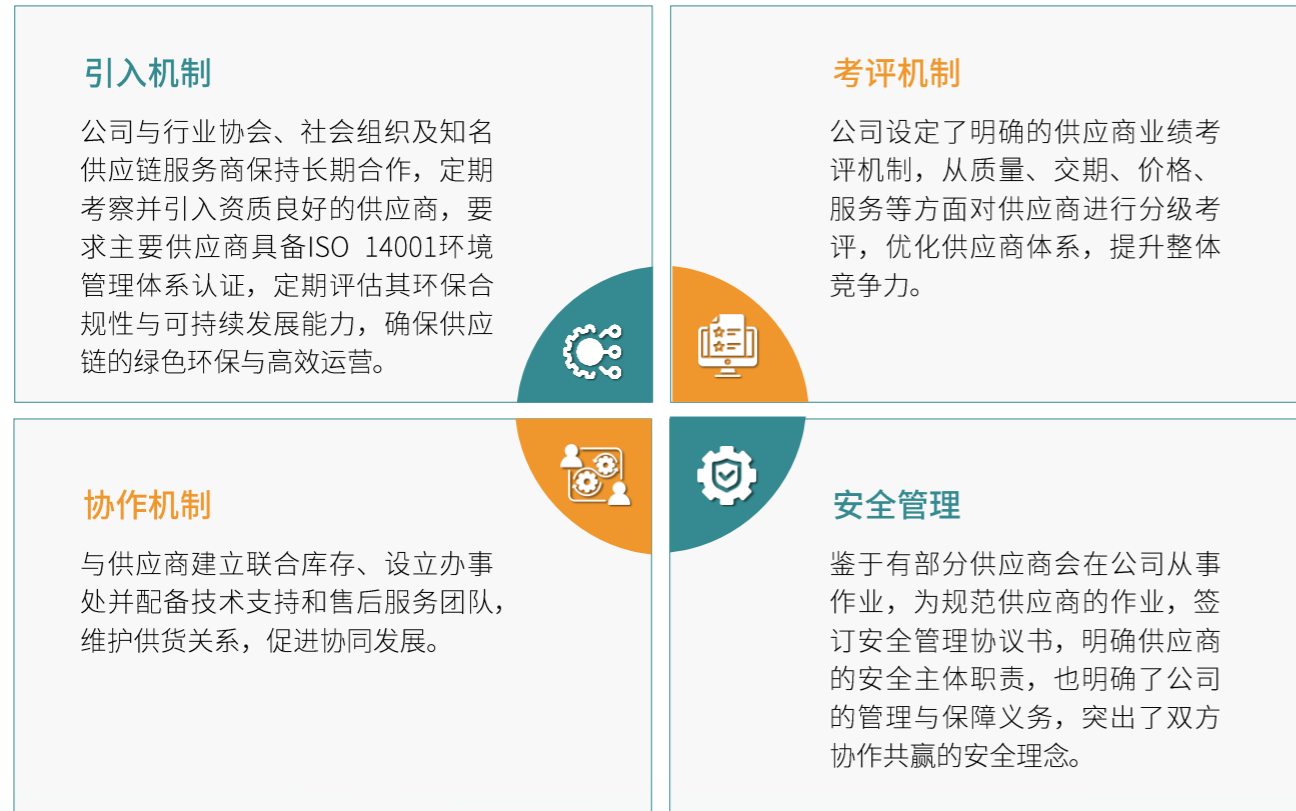 引入机制
公司与行业协会、社会组织及知名
供应链服务商保持长期合作，定期
考察并引入资质良好的供应商，要
求主要供应商具备ISO 14001环境
管理体系认证，定期评估其环保合
规性与可持续发展能力，确保供应
链的绿色环保与高效运营。
考评机制
公司设定了明确的供应商业绩考
评机制，从质量、交期、价格、
服务等方面对供应商进行分级考
评，优化供应商体系，提升整体
竞争力。
协作机制
与供应商建立联合库存、设立办事
处并配备技术支持和售后服务团队，
维护供货关系，促进协同发展。
安全管理
鉴于有部分供应商会在公司从事
作业，为规范供应商的作业，签
订安全管理协议书，明确供应商
的安全主体职责，也明确了公司
的管理与保障义务，突出了双方
协作共赢的安全理念。